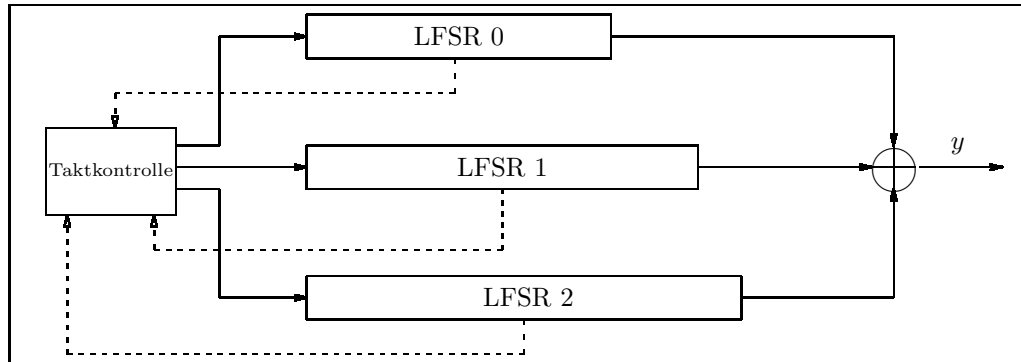 LFSR 0
Taktkontrolle
LFSR 1
y
LFSR 2